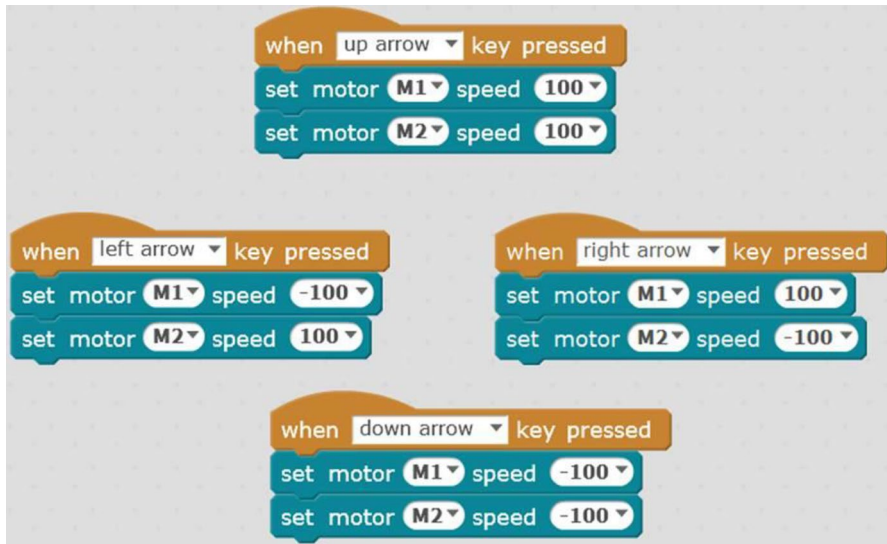 when up arrow key pressed
set motor M1 speed 100
set motor M2 speed 100
when left arrow key pressed
set motor M1 speed -100
set motor M2 speed 100
when right arrow key pressed
set motor M1 speed 100
set motor M2 speed -100
when down arrow key pressed
set motor M1 speed -100
set motor M2 speed -100